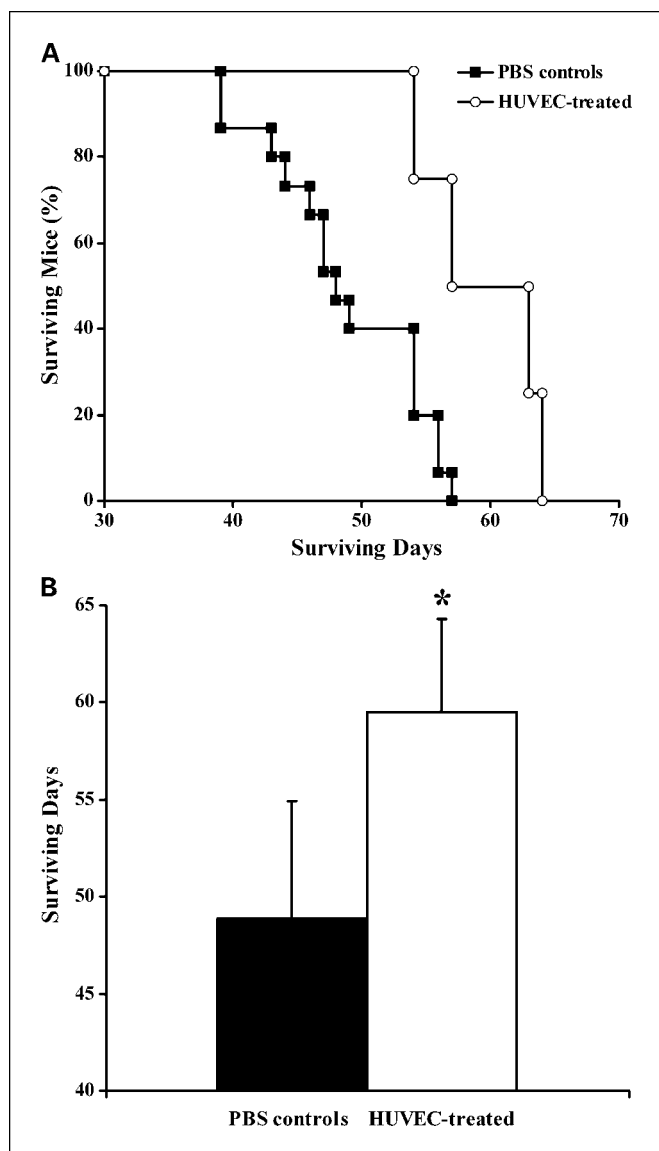 A
PBS controls
HUVEC-treated
100
80
60
40
20
0
Surviving Mice (%)
30 40 50 60 70
Surviving Days
B
*
65
60
55
50
45
40
Surviving Days
PBS controls HUVEC-treated